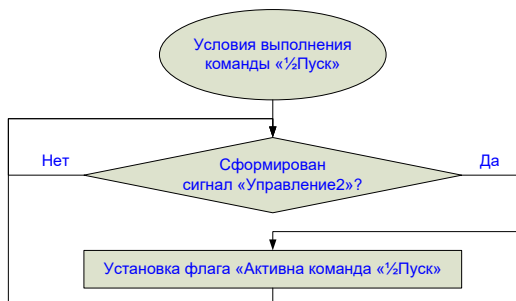 Условия выполнения
команды «½Пуск»
Нет
Сформирован
сигнал «Управление2»?
Да
Установка флага «Активна команда «½Пуск»